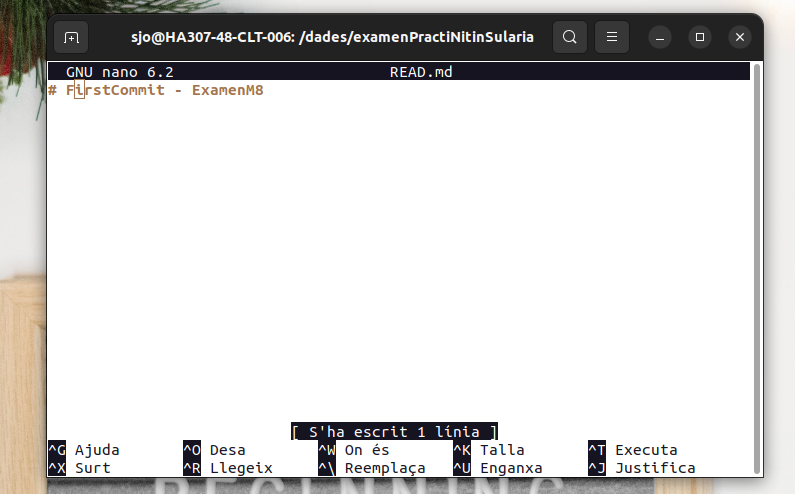 sjo@HA307-48-CLT-006: /dades/examenPractiNitinSularia
GNU nano 6.2 READ.md
# FirstCommit - ExamenM8
[ S'ha escrit 1 línia ]
^G Ajuda ^O Desa ^W On és ^K Talla ^T Executa
^X Surt ^R Llegeix ^\ Reemplaça ^U Enganxa ^J Justifica
BEGINNING